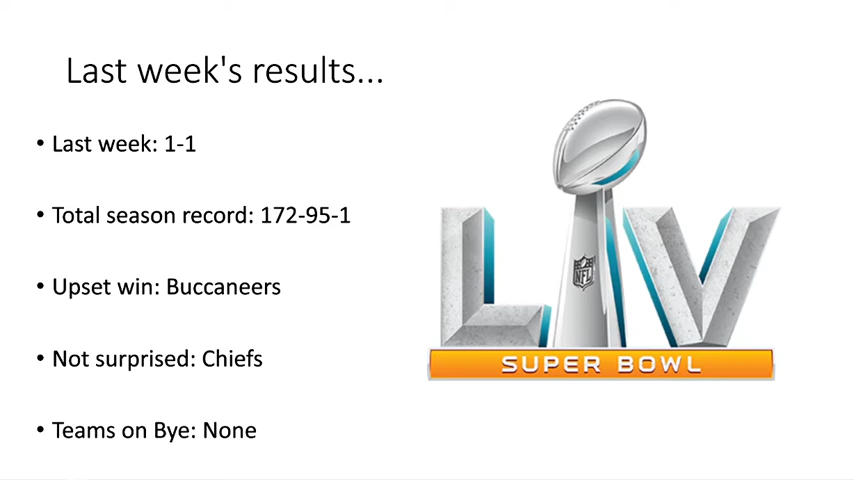 Last week's results...
• Last week: 1-1
• Total season record: 172-95-1
• Upset win: Buccaneers
• Not surprised: Chiefs
• Teams on Bye: None
LV
NFL
SUPER BOWL